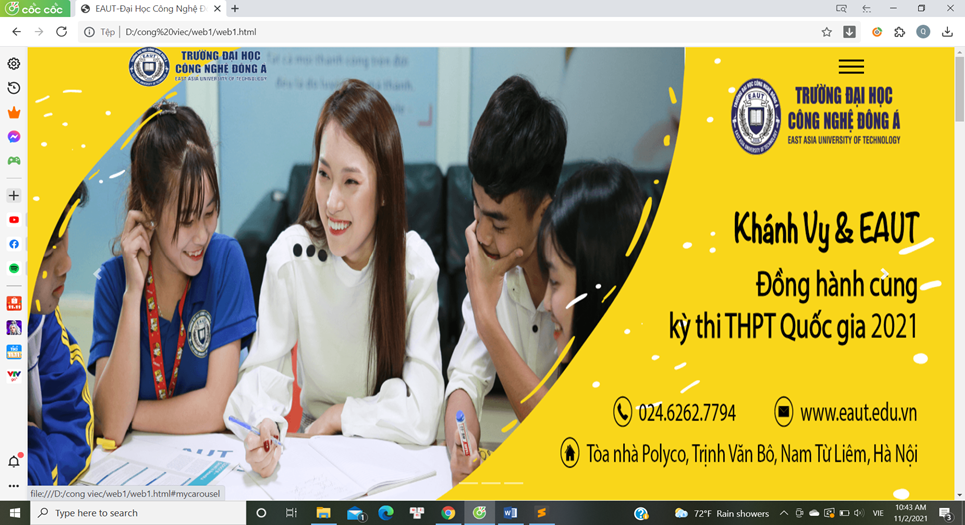 cốc cốc
EAUT-Đại Học Công Nghệ Đ
Tệp | D:/cong%20viec/web1/web1.html
Q
TRƯỜNG ĐẠI HỌC
CÔNG NGHỆ ĐÔNG Á
EAST ASIA UNIVERSITY OF TECHNOLOGY
EAUT
TRƯỜNG ĐẠI HỌC
CÔNG NGHỆ ĐÔNG Á
EAST ASIA UNIVERSITY OF TECHNOLOGY
Khánh Vy & EAUT
Đồng hành cùng
kỳ thi THPT Quốc gia 2021
024.6262.7794
www.eaut.edu.vn
Tòa nhà Polyco, Trịnh Văn Bô, Nam Từ Liêm, Hà Nội
EAUT
file:///D:/cong viec/web1/web1.html#mycarousel
Type here to search
72°F Rain showers
VIE
10:43 AM
11/2/2021
3